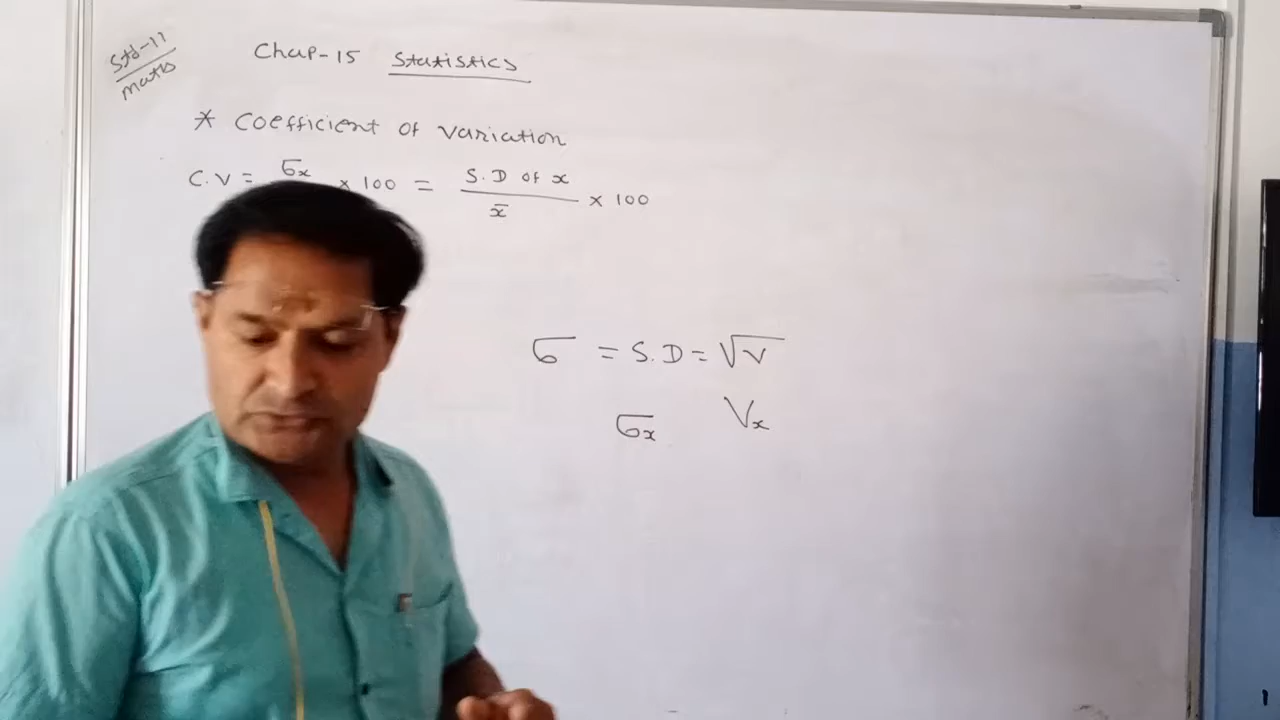 Std-11
maths
Chap-15 Statistics
* Coefficient of variation
C.V = σx × 100 = S.D of x / x̄ × 100
σ = S.D = √V
σx Vx